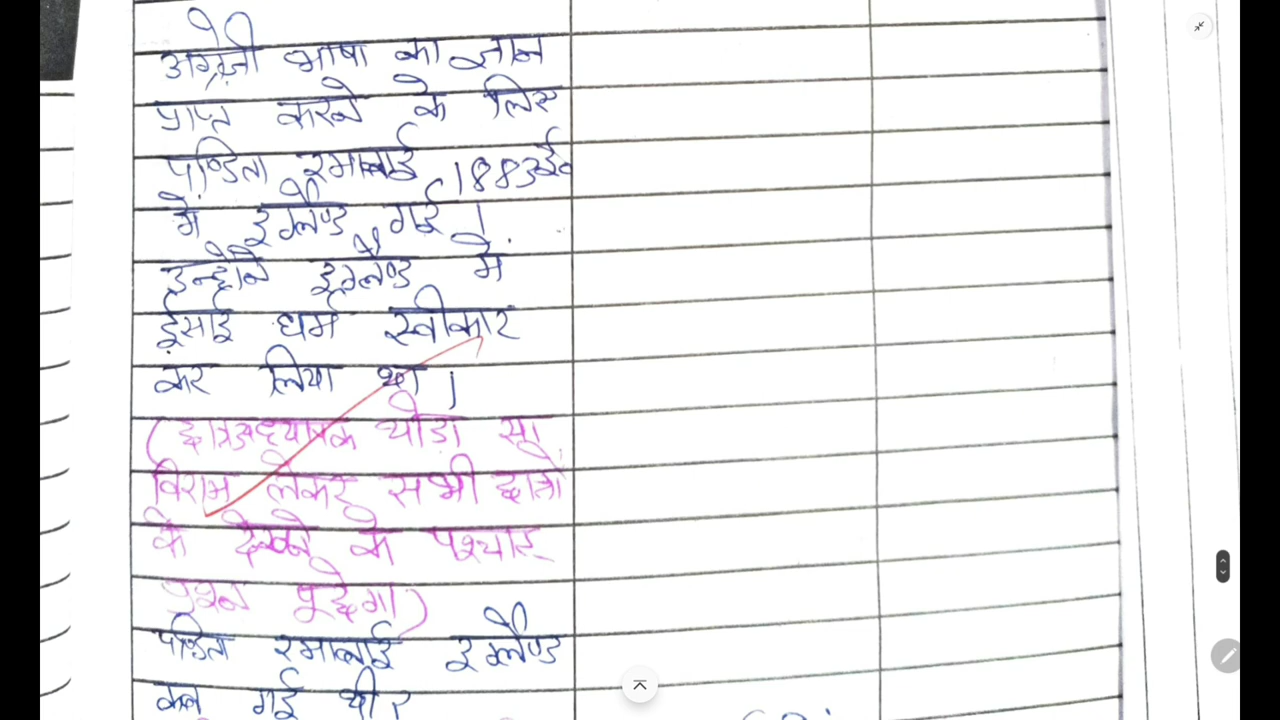 अंग्रेजी भाषा का ज्ञान
प्राप्त करने के लिए
पण्डिता रमाबाई 1883ई०
में इंग्लैण्ड गई।
इन्होंने इंग्लैण्ड में
ईसाई धर्म स्वीकार
कर लिया था।
(छात्रअध्यापक थोड़ा सा
विराम लेकर सभी छात्रों
के देखने के पश्चात्
प्रश्न पूछेगा)
पण्डिता रमाबाई इंग्लैण्ड
कब गई थी?